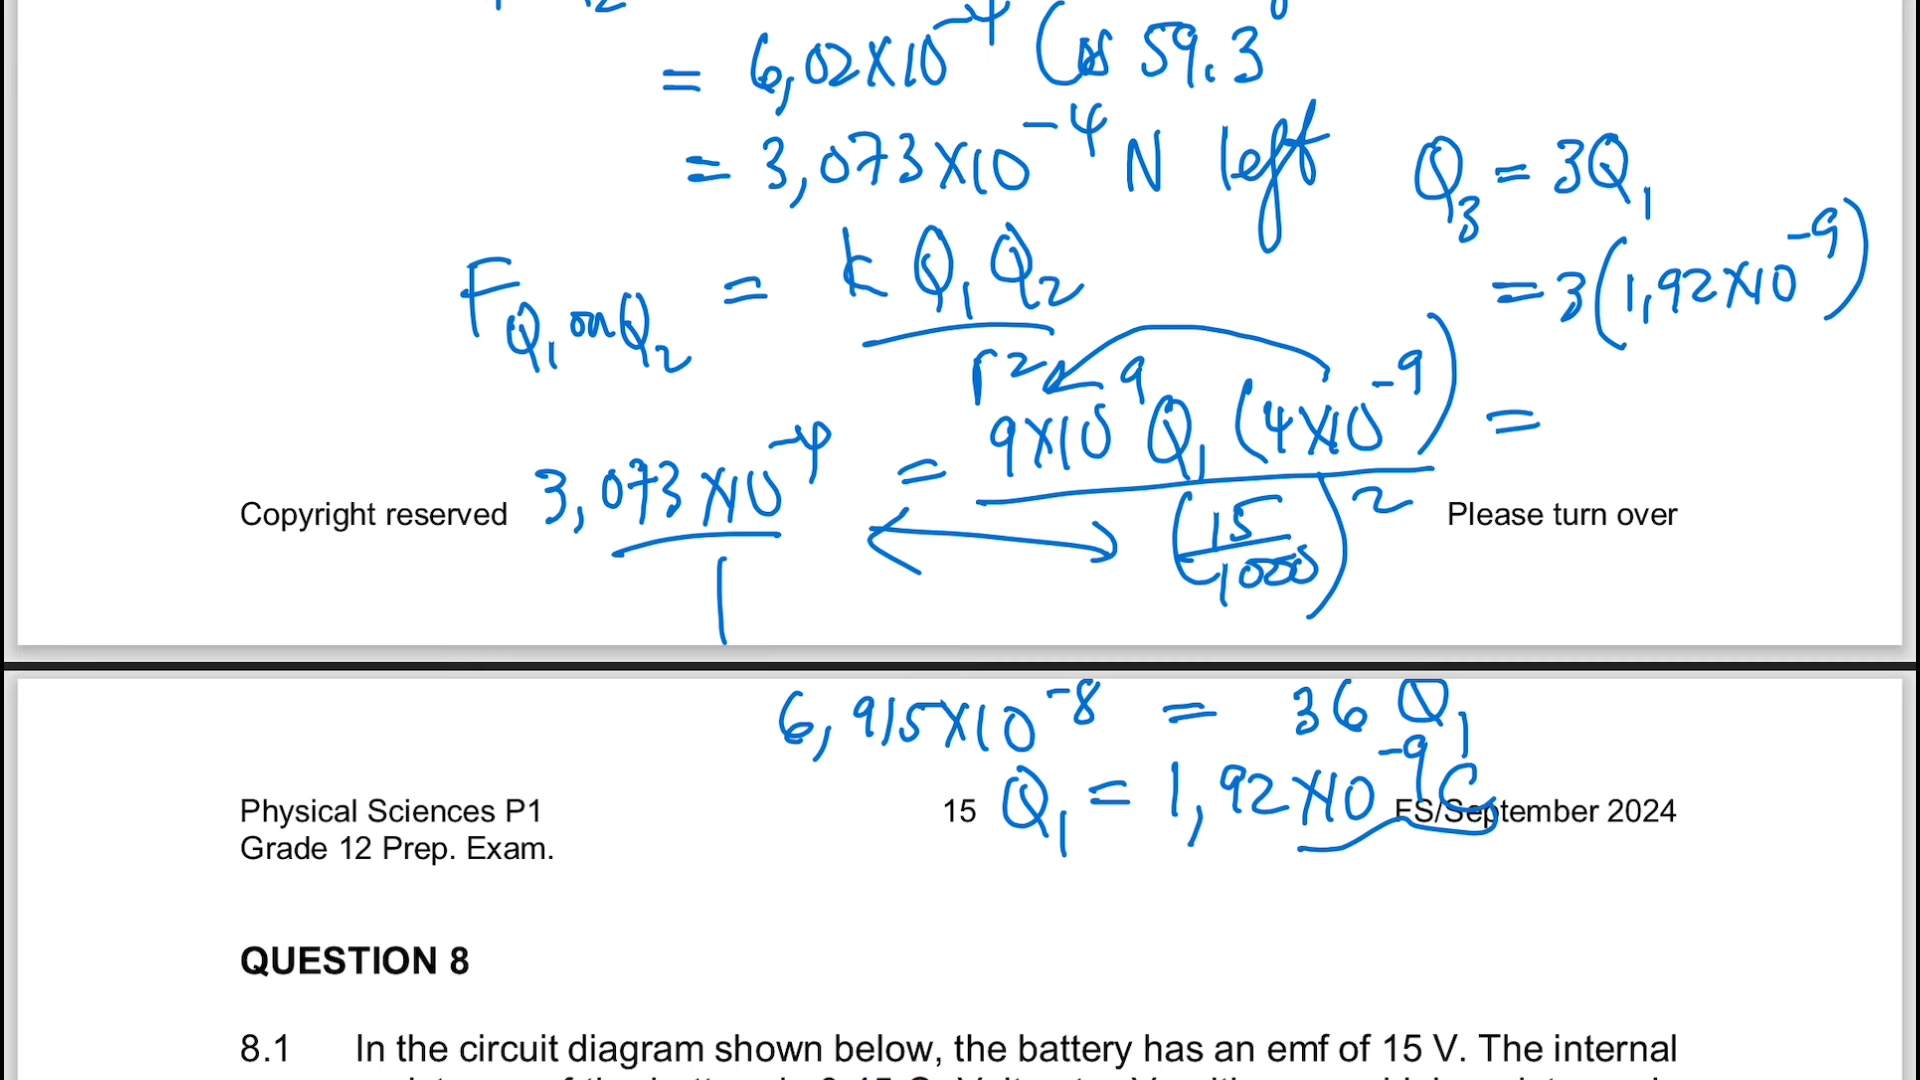 = 6,02×10⁻⁴ Cos 59.3°
= 3,073×10⁻⁴ N left
Q₃ = 3Q₁
= 3(1,92×10⁻⁹)
=
F Q₁ on Q₂ = kQ₁Q₂ / r²
3,073×10⁻⁴ / 1 = 9×10⁹ Q₁ (4×10⁻⁹) / (15/1000)²
Copyright reserved
Please turn over
6,915×10⁻⁸ = 36 Q₁
Q₁ = 1,92×10⁻⁹ C
Physical Sciences P1 15 FS/September 2024
Grade 12 Prep. Exam.
QUESTION 8
8.1 In the circuit diagram shown below, the battery has an emf of 15 V. The internal